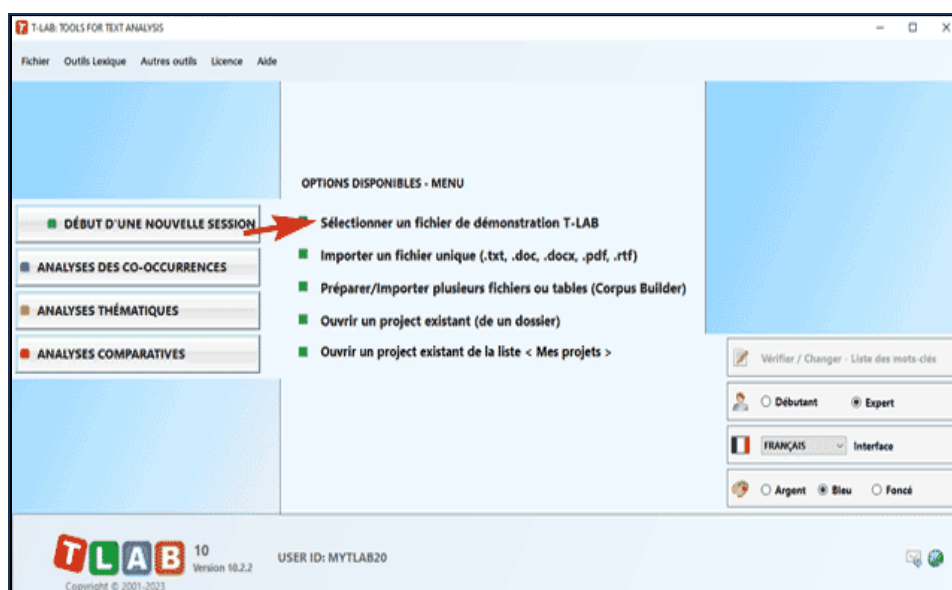 T-LAB: TOOLS FOR TEXT ANALYSIS
Fichier Outils Lexique Autres outils Licence Aide
OPTIONS DISPONIBLES - MENU
DÉBUT D'UNE NOUVELLE SESSION
ANALYSES DES CO-OCCURRENCES
ANALYSES THÉMATIQUES
ANALYSES COMPARATIVES
Sélectionner un fichier de démonstration T-LAB
Importer un fichier unique (.txt, .doc, .docx, .pdf, .rtf)
Préparer/Importer plusieurs fichiers ou tables (Corpus Builder)
Ouvrir un project existant (de un dossier)
Ouvrir un project existant de la liste < Mes projets >
Vérifier / Changer - Liste des mots-clés
Débutant Expert
FRANÇAIS Interface
Argent Bleu Foncé
TLAB
10
Version 10.2.2
Copyright © 2001-2023
USER ID: MYTLAB20